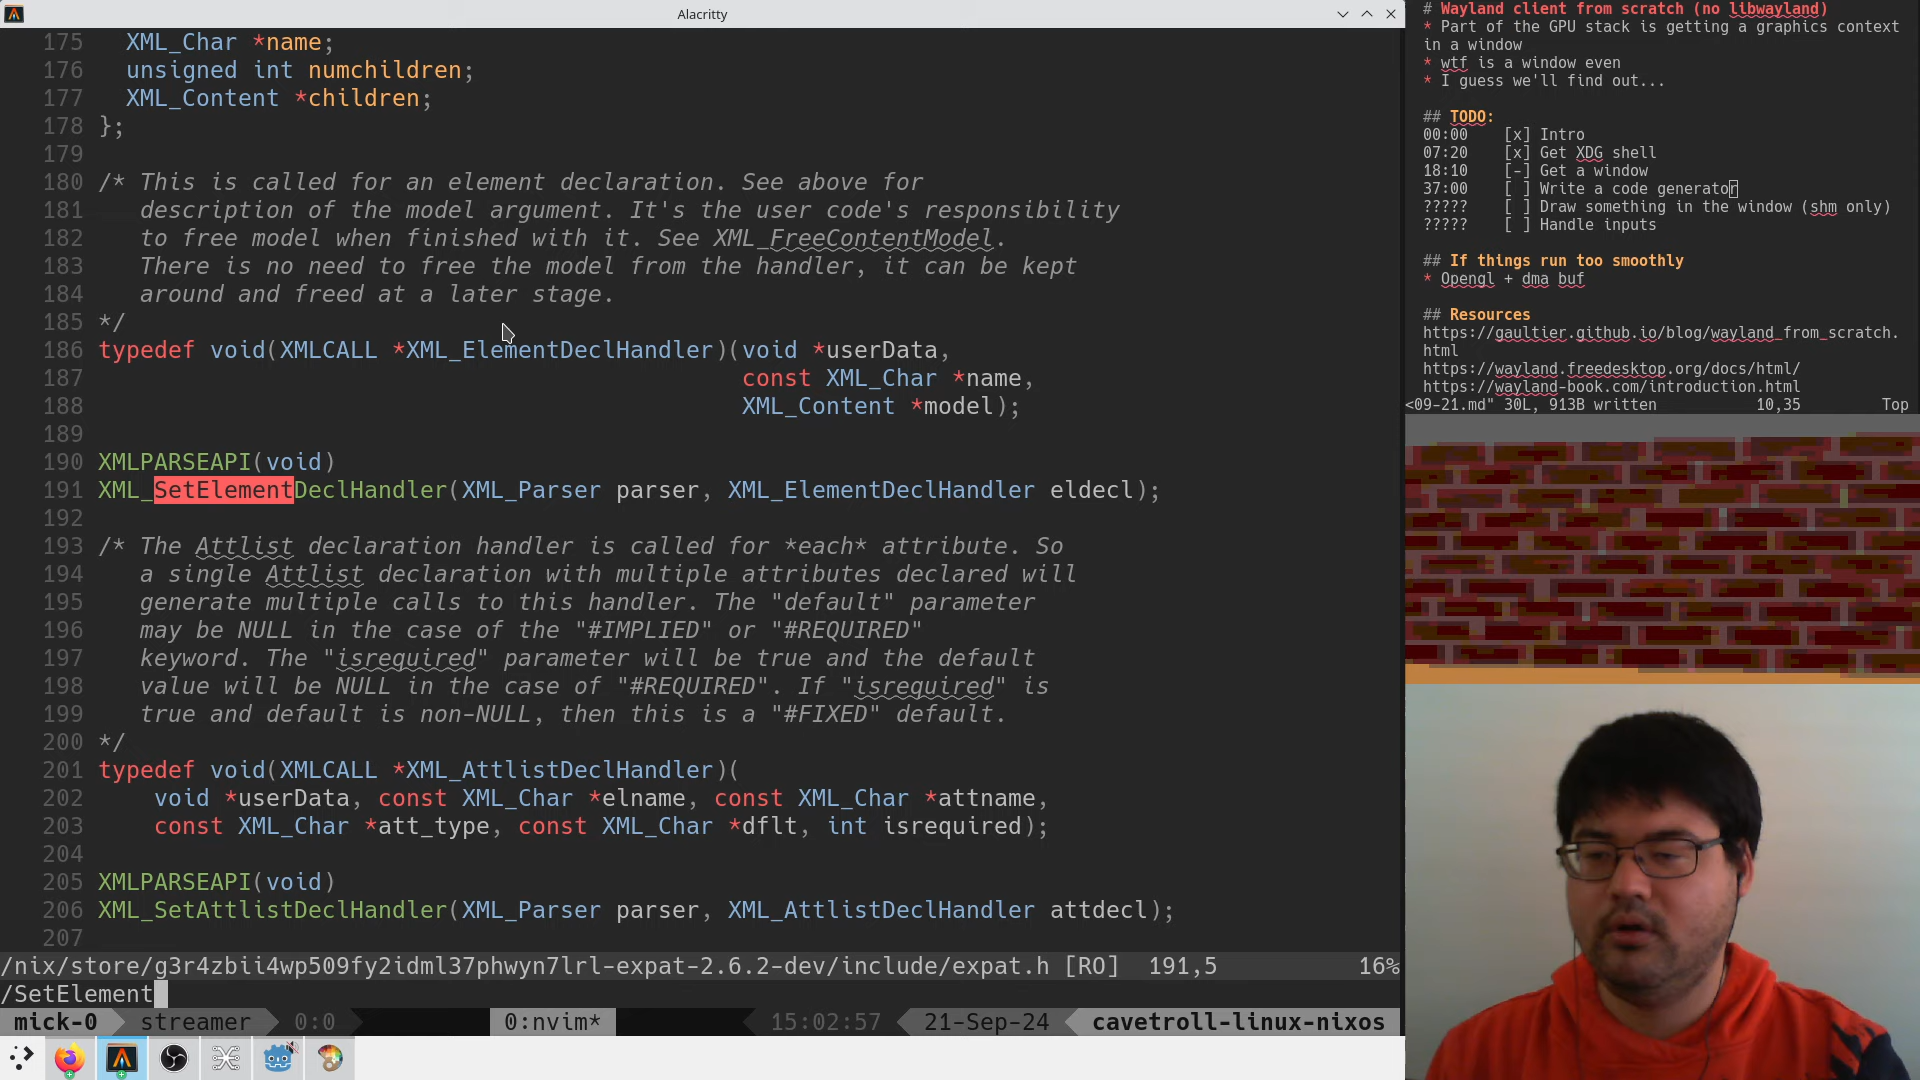 Alacritty
175 XML_Char *name;
176 unsigned int numchildren;
177 XML_Content *children;
178 };
179
180 /* This is called for an element declaration. See above for
181 description of the model argument. It's the user code's responsibility
182 to free model when finished with it. See XML_FreeContentModel.
183 There is no need to free the model from the handler, it can be kept
184 around and freed at a later stage.
185 */
186 typedef void(XMLCALL *XML_ElementDeclHandler)(void *userData,
187 const XML_Char *name,
188 XML_Content *model);
189
190 XMLPARSEAPI(void)
191 XML_SetElementDeclHandler(XML_Parser parser, XML_ElementDeclHandler eldecl);
192
193 /* The Attlist declaration handler is called for *each* attribute. So
194 a single Attlist declaration with multiple attributes declared will
195 generate multiple calls to this handler. The "default" parameter
196 may be NULL in the case of the "#IMPLIED" or "#REQUIRED"
197 keyword. The "isrequired" parameter will be true and the default
198 value will be NULL in the case of "#REQUIRED". If "isrequired" is
199 true and default is non-NULL, then this is a "#FIXED" default.
200 */
201 typedef void(XMLCALL *XML_AttlistDeclHandler)(
202 void *userData, const XML_Char *elname, const XML_Char *attname,
203 const XML_Char *att_type, const XML_Char *dflt, int isrequired);
204
205 XMLPARSEAPI(void)
206 XML_SetAttlistDeclHandler(XML_Parser parser, XML_AttlistDeclHandler attdecl);
207
/nix/store/g3r4zbii4wp509fy2idml37phwyn7lrl-expat-2.6.2-dev/include/expat.h [RO] 191,5 16%
/SetElement
mick-0 streamer 0:0 0:nvim* 15:02:57 21-Sep-24 cavetroll-linux-nixos
# Wayland client from scratch (no libwayland)
* Part of the GPU stack is getting a graphics context
in a window
* wtf is a window even
* I guess we'll find out...
## TODO:
00:00 [x] Intro
07:20 [x] Get XDG shell
18:10 [-] Get a window
37:00 [ ] Write a code generator
????? [ ] Draw something in the window (shm only)
????? [ ] Handle inputs
## If things run too smoothly
* Opengl + dma buf
## Resources
https://gaultier.github.io/blog/wayland_from_scratch.
html
https://wayland.freedesktop.org/docs/html/
https://wayland-book.com/introduction.html
<09-21.md" 30L, 913B written 10,35 Top